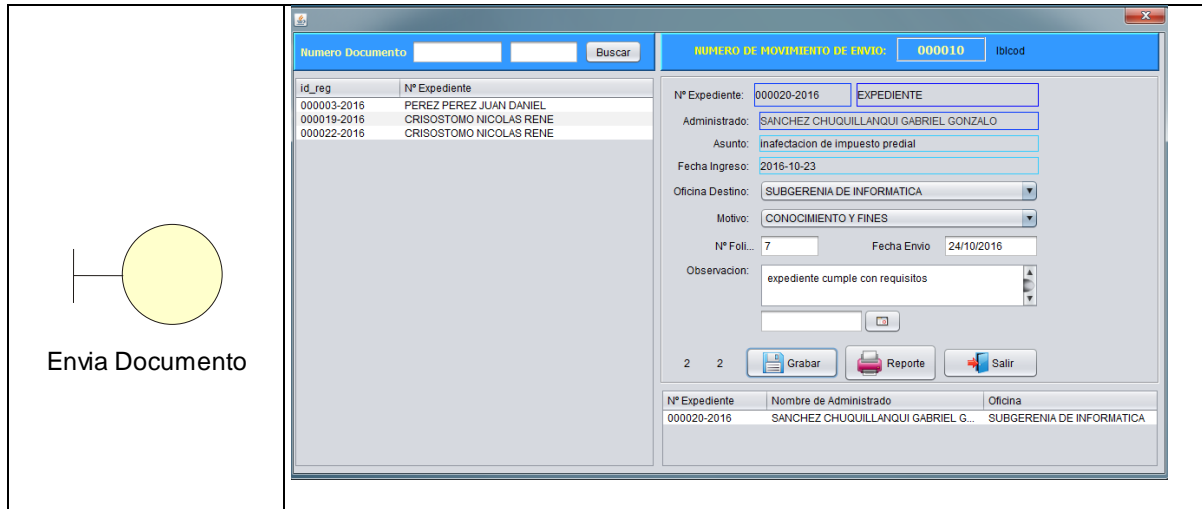 Envia Documento
Numero Documento
Buscar
id_reg Nº Expediente
000003-2016 PEREZ PEREZ JUAN DANIEL
000019-2016 CRISOSTOMO NICOLAS RENE
000022-2016 CRISOSTOMO NICOLAS RENE
NUMERO DE MOVIMIENTO DE ENVIO: 000010 lblcod
Nº Expediente: 000020-2016 EXPEDIENTE
Administrado: SANCHEZ CHUQUILLANQUI GABRIEL GONZALO
Asunto: inafectacion de impuesto predial
Fecha Ingreso: 2016-10-23
Oficina Destino: SUBGERENIA DE INFORMATICA
Motivo: CONOCIMIENTO Y FINES
Nº Foli... 7 Fecha Envio 24/10/2016
Observacion: expediente cumple con requisitos
2 2 Grabar Reporte Salir
Nº Expediente Nombre de Administrado Oficina
000020-2016 SANCHEZ CHUQUILLANQUI GABRIEL G... SUBGERENIA DE INFORMATICA